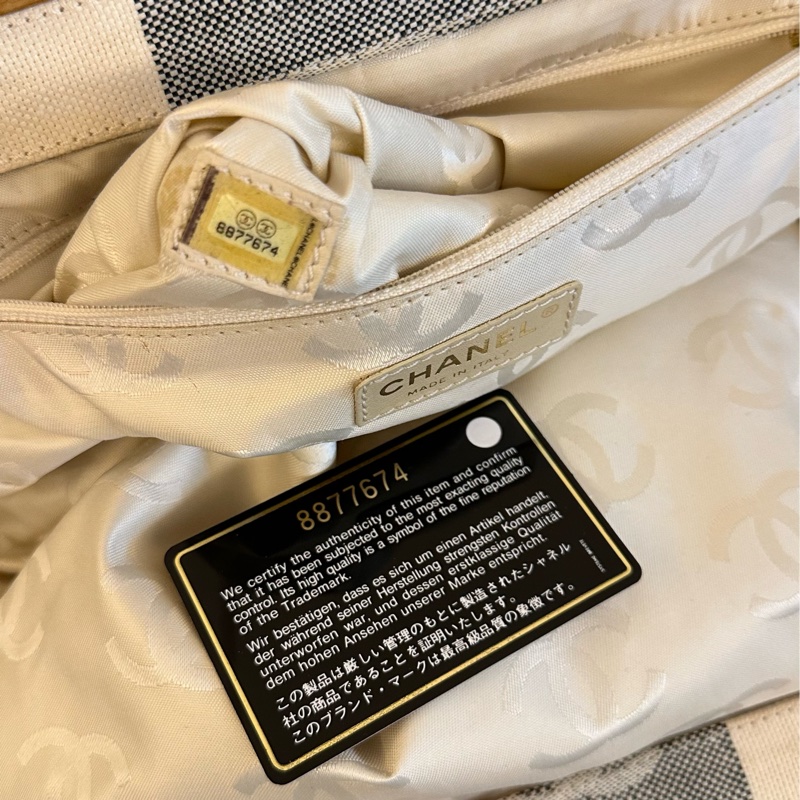 8877674
CHANEL
CHANEL®
MADE IN ITALY
8877674
We certify the authenticity of this item and confirm
that it has been subjected to the most exacting quality
control. Its high quality is a symbol of the fine reputation
of the Trademark.
Wir bestätigen, dass es sich um einen Artikel handelt,
der während seiner Herstellung strengsten Kontrollen
unterworfen war, und dessen erstklassige Qualität
dem hohen Ansehen unserer Marke entspricht.
この製品は厳しい管理のもとに製造されたシャネル
社の商品であることを証明いたします。
このブランド・マークは最高級品質の象徴です。